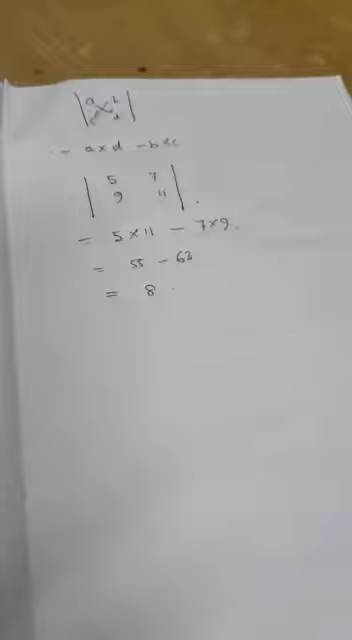 |a b|
|c d|
= a×d - b×c
|5 7|
|9 11|.
= 5×11 - 7×9.
= 55 - 63
= 8.